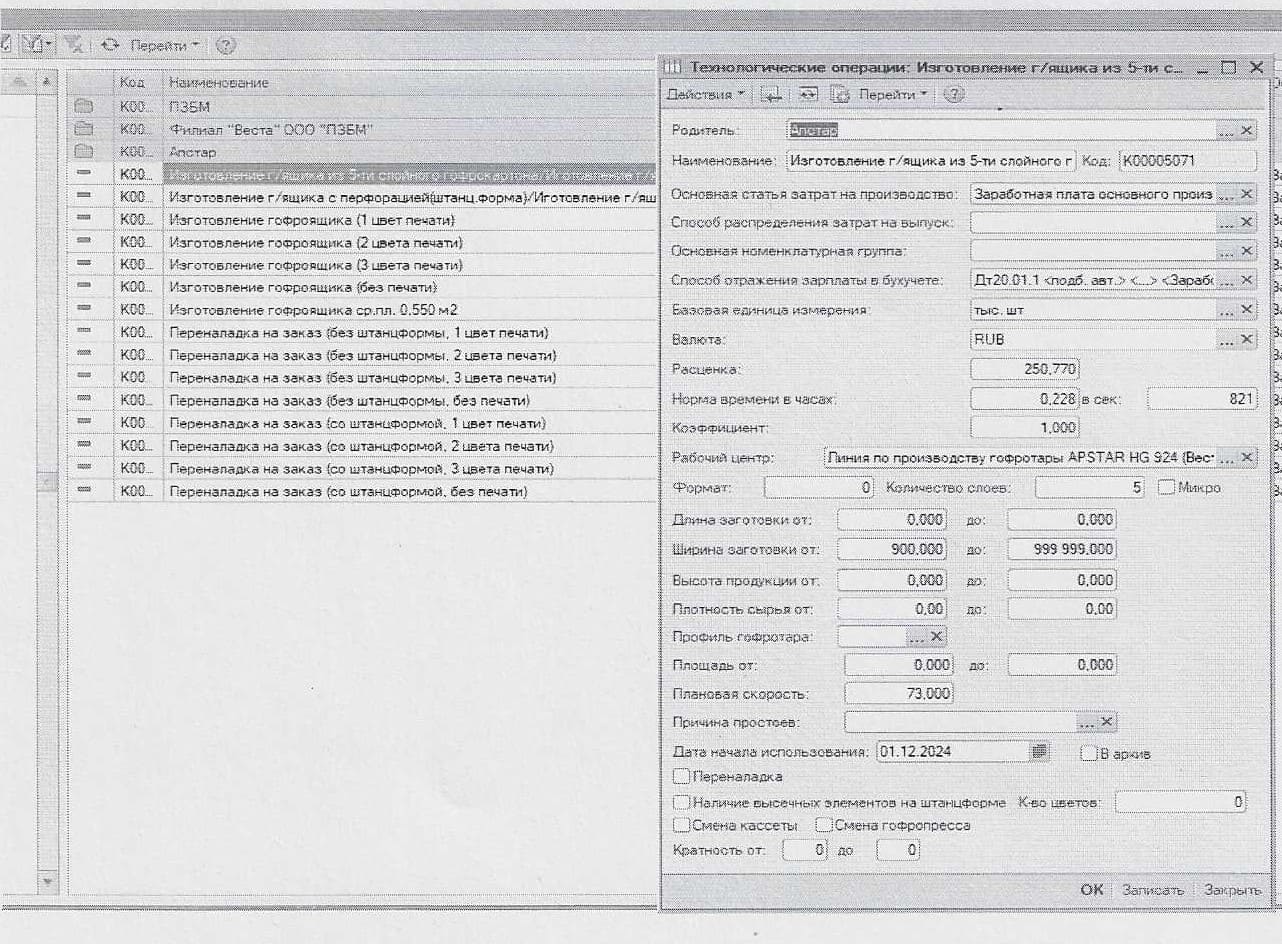 Перейти
Код Наименование
К00... ПЗБМ
К00... Филиал "Веста" ООО "ПЗБМ"
К00... Апстар
К00... Изготовление г/ящика из 5-ти слойного гофрокартона/Изготовление г/я
К00... Изготовление г/ящика с перфорацией(штанц.форма)/Иготовление г/ящ
К00... Изготовление гофроящика (1 цвет печати)
К00... Изготовление гофроящика (2 цвета печати)
К00... Изготовление гофроящика (3 цвета печати)
К00... Изготовление гофроящика (без печати)
К00... Изготовление гофроящика ср.пл. 0.550 м2
К00... Переналадка на заказ (без штанцформы, 1 цвет печати)
К00... Переналадка на заказ (без штанцформы, 2 цвета печати)
К00... Переналадка на заказ (без штанцформы, 3 цвета печати)
К00... Переналадка на заказ (без штанцформы, без печати)
К00... Переналадка на заказ (со штанцформой, 1 цвет печати)
К00... Переналадка на заказ (со штанцформой, 2 цвета печати)
К00... Переналадка на заказ (со штанцформой, 3 цвета печати)
К00... Переналадка на заказ (со штанцформой, без печати)
Технологические операции: Изготовление г/ящика из 5-ти с...
Действия Перейти
Родитель: Апстар
Наименование: Изготовление г/ящика из 5-ти слойного г Код: К00005071
Основная статья затрат на производство: Заработная плата основного произ
Способ распределения затрат на выпуск:
Основная номенклатурная группа:
Способ отражения зарплаты в бухучете: Дт20.01.1 <подб. авт.> <...> <Зараб
Базовая единица измерения: тыс. шт
Валюта: RUB
Расценка: 250,770
Норма времени в часах: 0,228 в сек: 821
Коэффициент: 1,000
Рабочий центр: Линия по производству гофротары APSTAR HG 924 (Вес
Формат: 0 Количество слоев: 5 Микро
Длина заготовки от: 0,000 до: 0,000
Ширина заготовки от: 900,000 до: 999 999,000
Высота продукции от: 0,000 до: 0,000
Плотность сырья от: 0,00 до: 0,00
Профиль гофротара:
Площадь от: 0,000 до: 0,000
Плановая скорость: 73,000
Причина простоев:
Дата начала использования: 01.12.2024 В архив
Переналадка
Наличие высечных элементов на штанцформе К-во цветов: 0
Смена кассеты Смена гофропресса
Кратность от: 0 до 0
OK Записать Закрыть